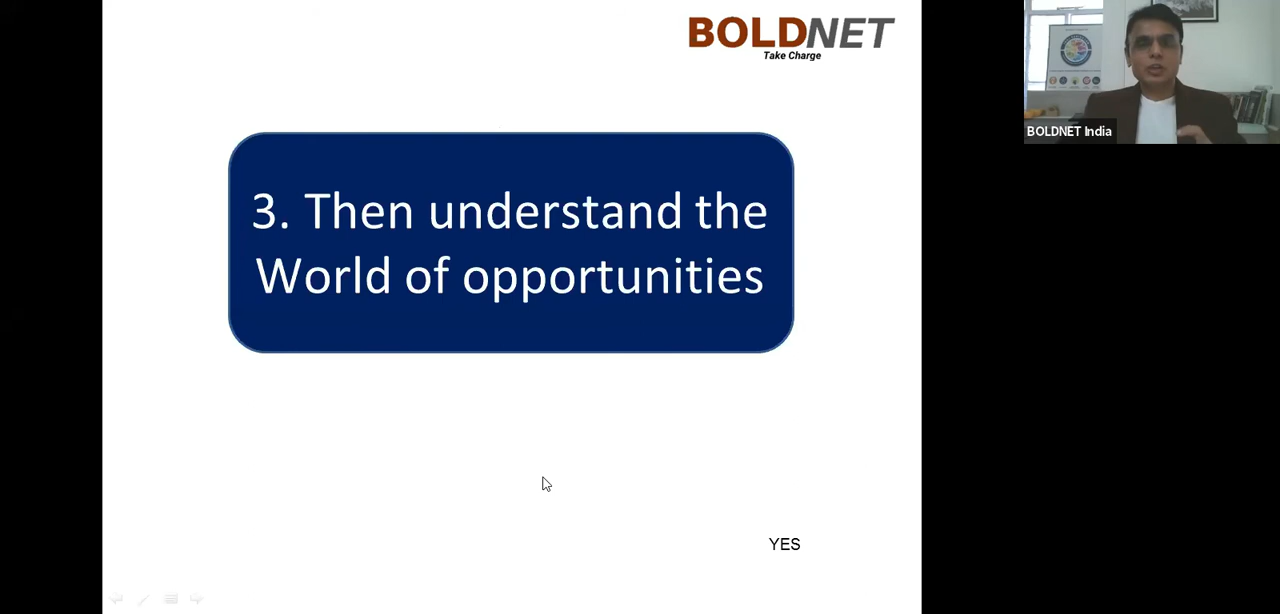 BOLDNET
Take Charge
BOLDNET India
3. Then understand the
World of opportunities
YES